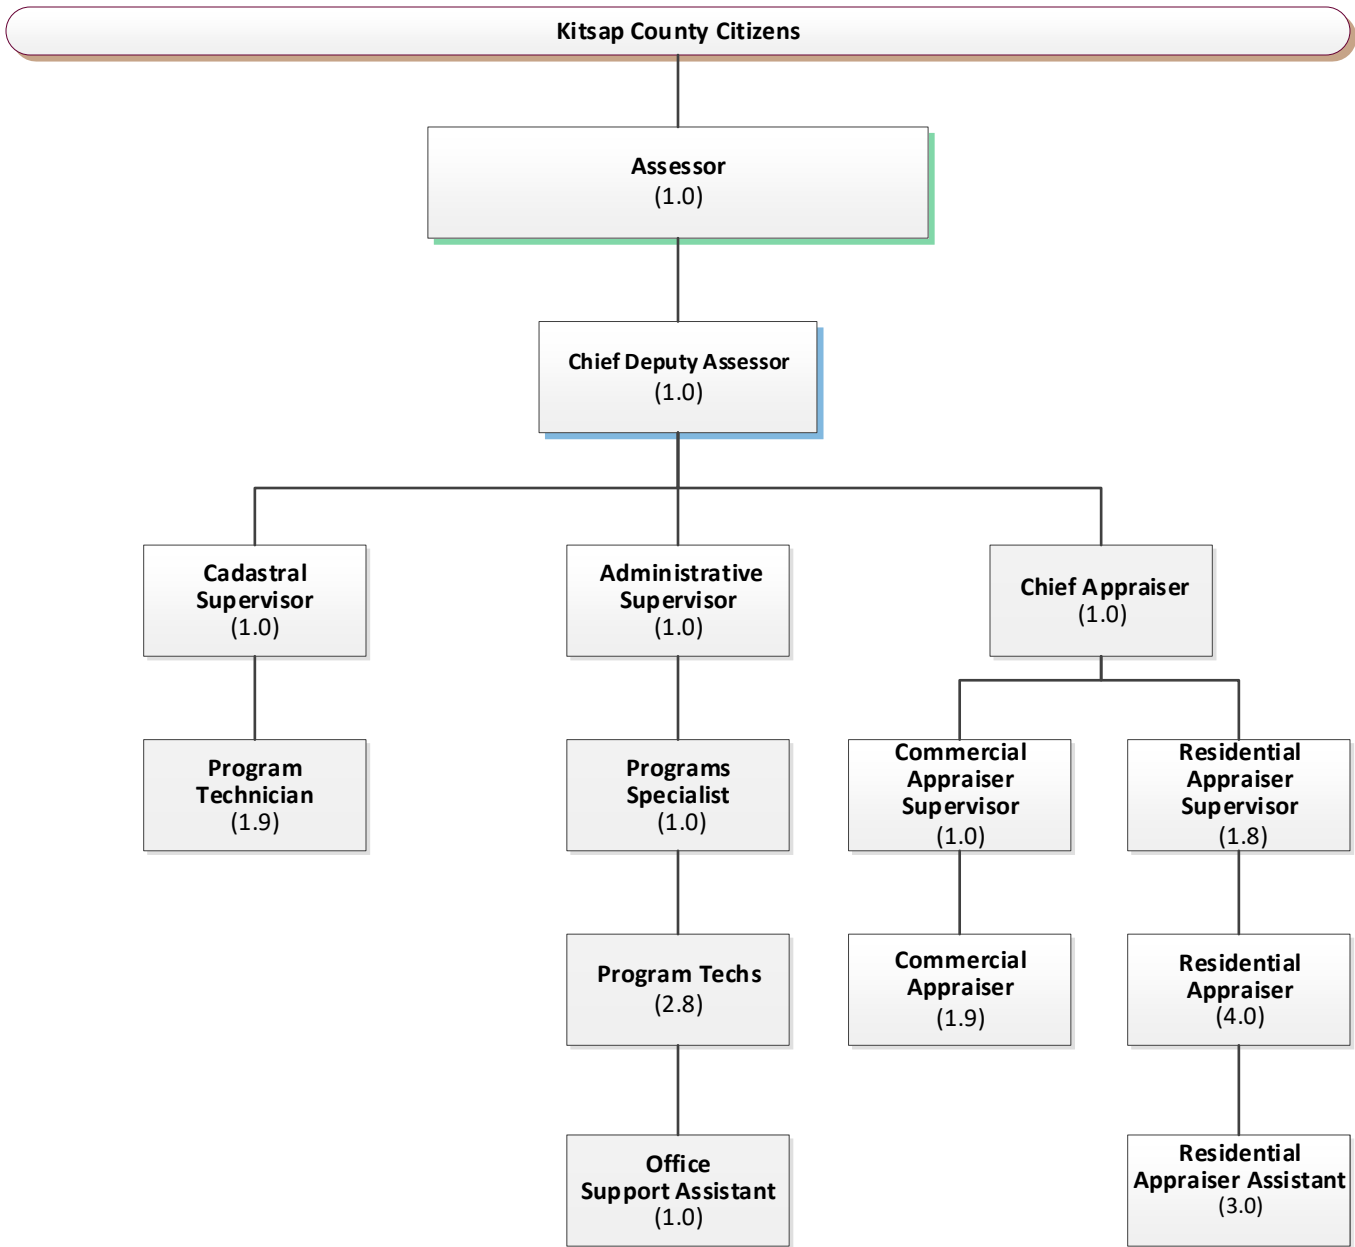 Kitsap County Citizens
Assessor
(1.0)
Chief Deputy Assessor
(1.0)
Cadastral
Supervisor
(1.0)
Administrative
Supervisor
(1.0)
Chief Appraiser
(1.0)
Program
Technician
(1.9)
Programs
Specialist
(1.0)
Commercial
Appraiser
Supervisor
(1.0)
Residential
Appraiser
Supervisor
(1.8)
Program Techs
(2.8)
Commercial
Appraiser
(1.9)
Residential
Appraiser
(4.0)
Office
Support Assistant
(1.0)
Residential
Appraiser Assistant
(3.0)